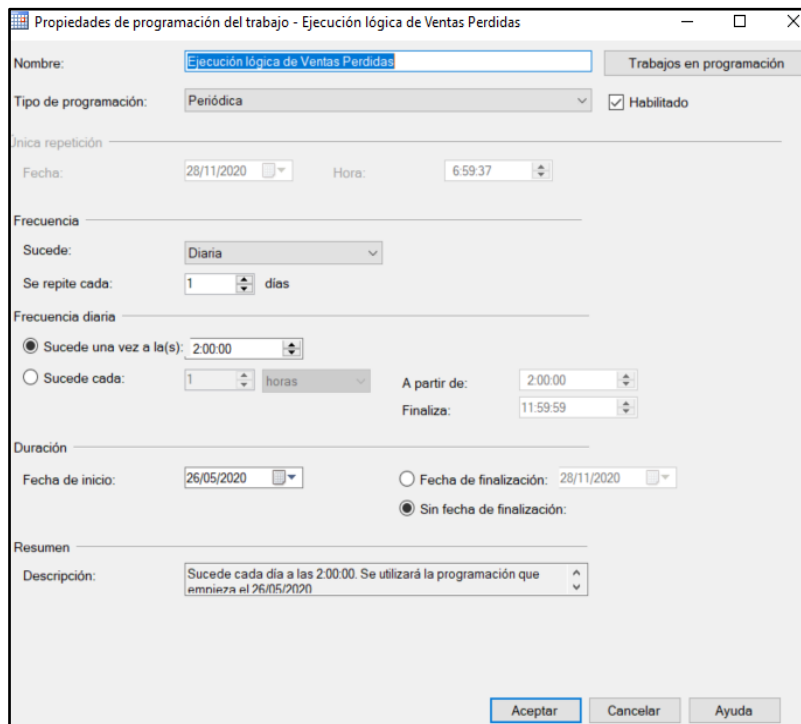 Propiedades de programación del trabajo - Ejecución lógica de Ventas Perdidas
Nombre: Ejecución lógica de Ventas Perdidas Trabajos en programación
Tipo de programación: Periódica Habilitado
Única repetición
Fecha: 28/11/2020 Hora: 6:59:37
Frecuencia
Sucede: Diaria
Se repite cada: 1 días
Frecuencia diaria
Sucede una vez a la(s): 2:00:00
Sucede cada: 1 horas A partir de: 2:00:00
Finaliza: 11:59:59
Duración
Fecha de inicio: 26/05/2020 Fecha de finalización: 28/11/2020
Sin fecha de finalización:
Resumen
Descripción: Sucede cada día a las 2:00:00. Se utilizará la programación que
empieza el 26/05/2020
Aceptar Cancelar Ayuda